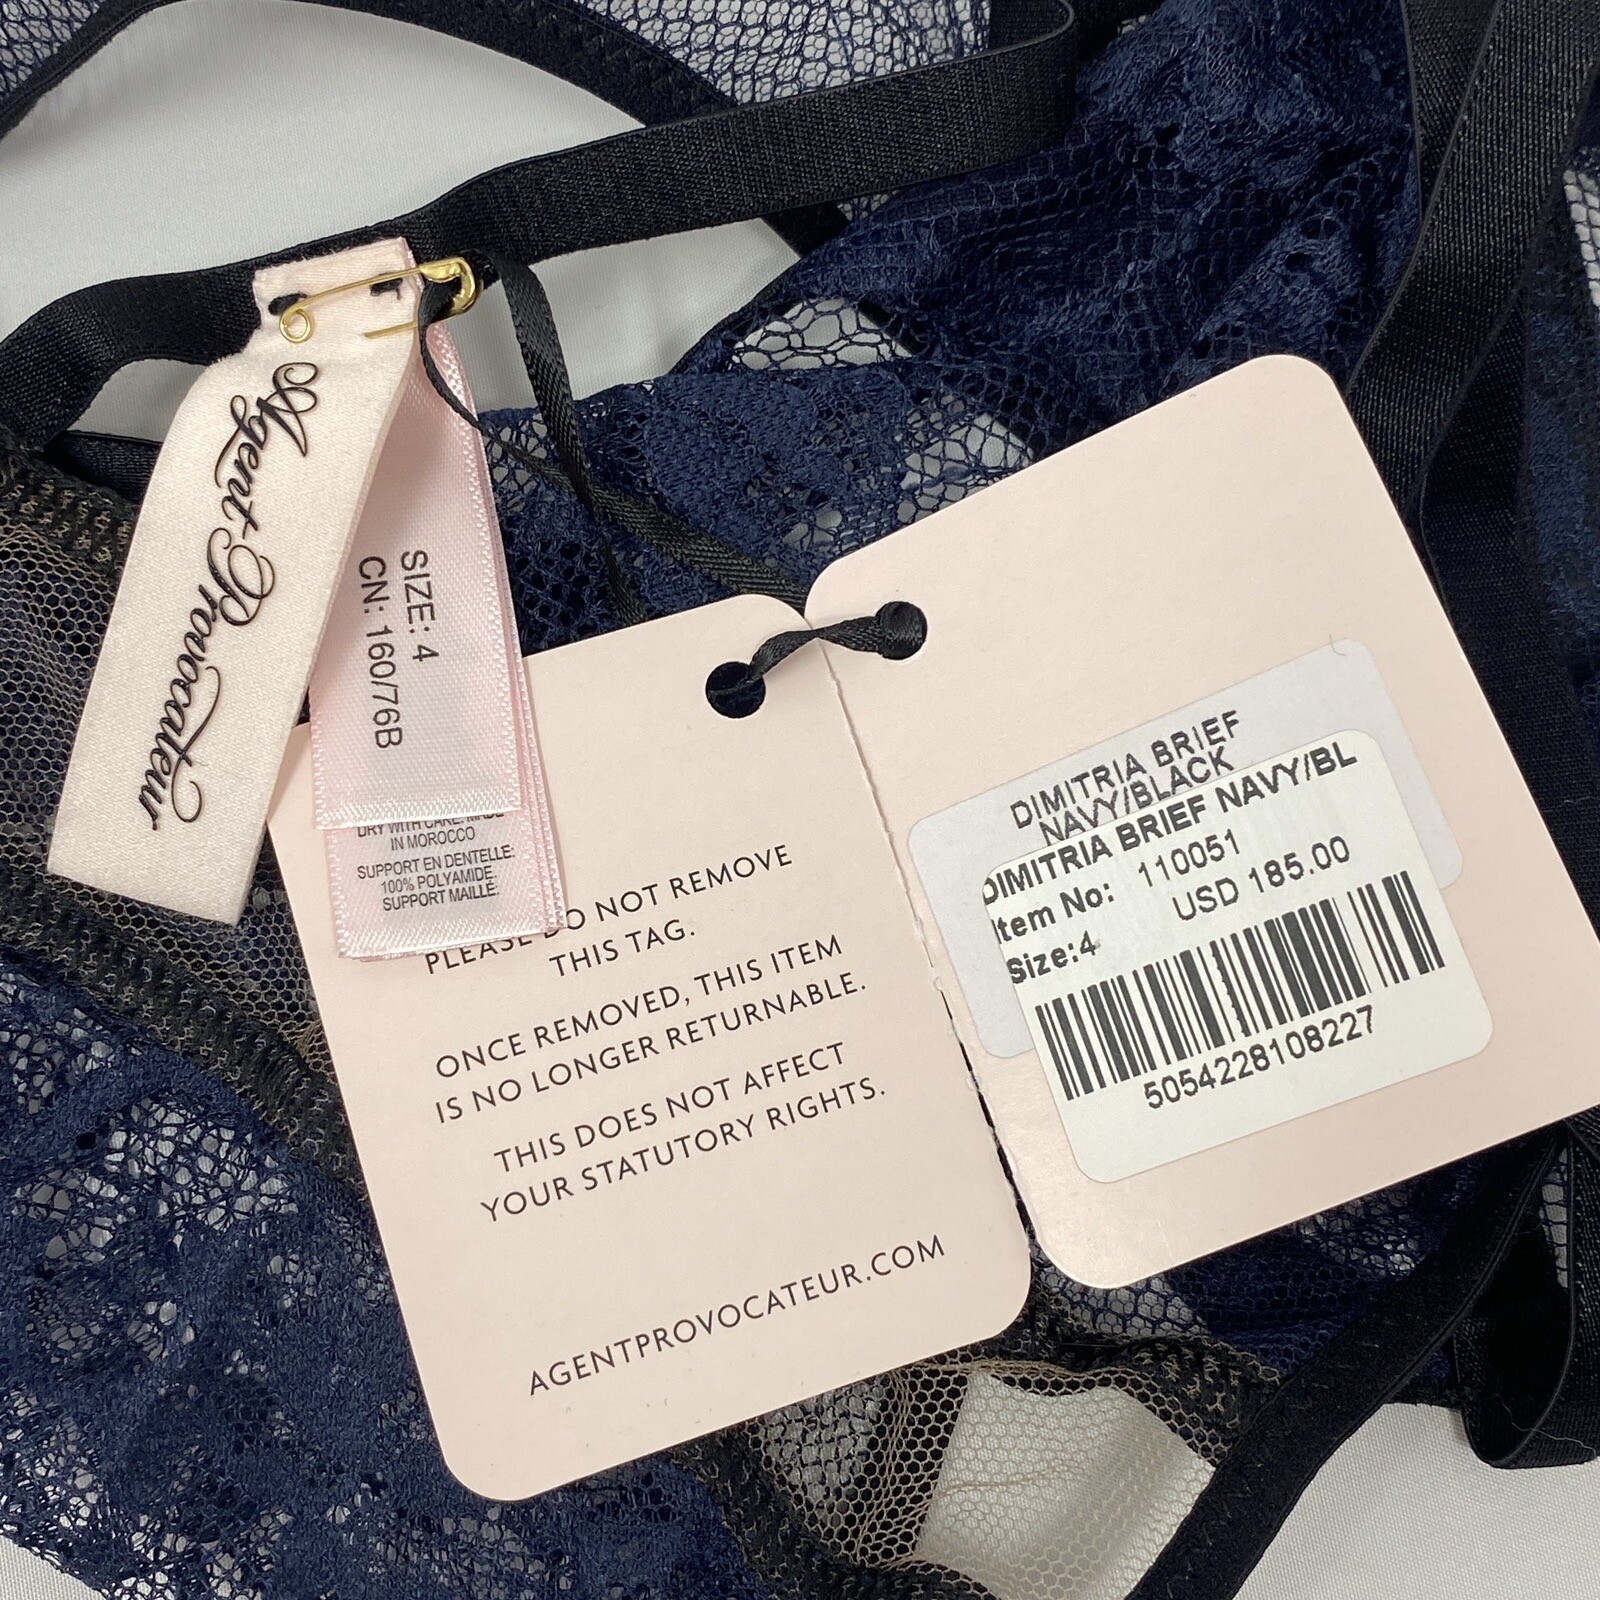 Agent Provocateur
SIZE: 4
CN: 160/76B
DRY WITH CARE. MADE
IN MOROCCO
SUPPORT EN DENTELLE:
100% POLYAMIDE.
SUPPORT MAILLE:
PLEASE DO NOT REMOVE
THIS TAG.
ONCE REMOVED, THIS ITEM
IS NO LONGER RETURNABLE.
THIS DOES NOT AFFECT
YOUR STATUTORY RIGHTS.
AGENTPROVOCATEUR.COM
DIMITRIA BRIEF
NAVY/BLACK
DIMITRIA BRIEF NAVY/BL
Item No: 110051
USD 185.00
Size:4
5054228108227